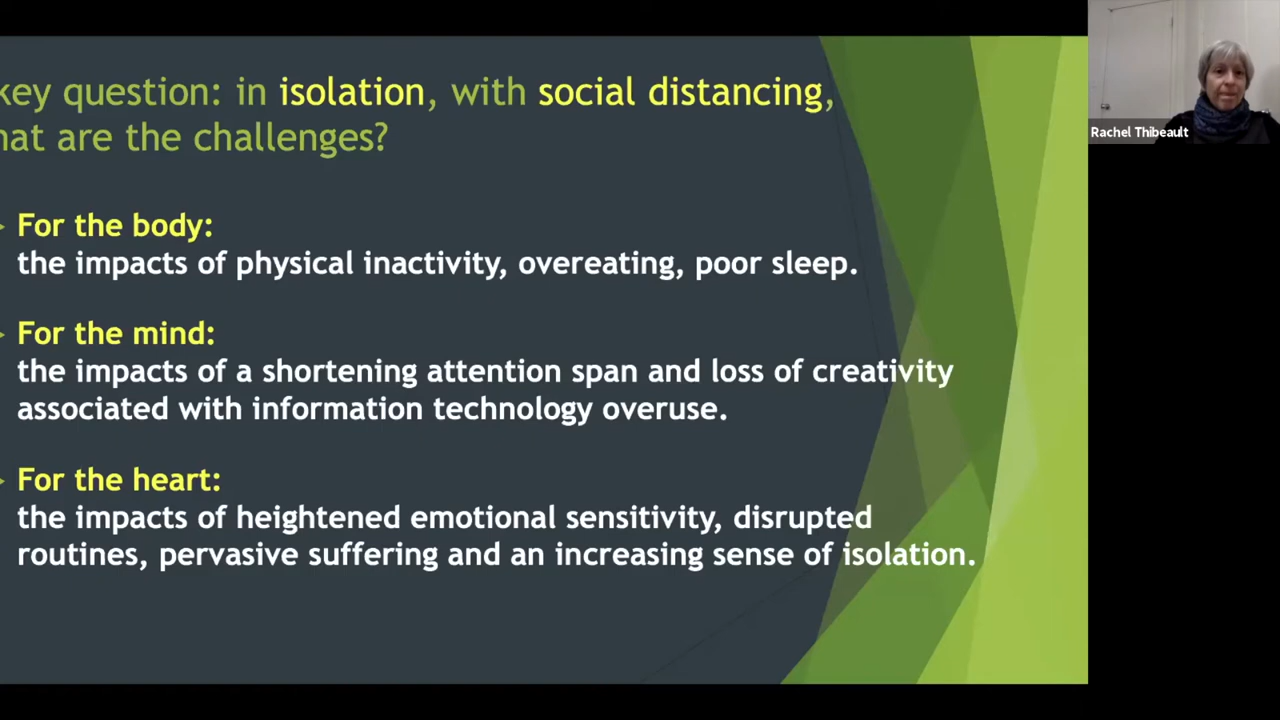 key question: in isolation, with social distancing,
hat are the challenges?
For the body:
the impacts of physical inactivity, overeating, poor sleep.
For the mind:
the impacts of a shortening attention span and loss of creativity
associated with information technology overuse.
For the heart:
the impacts of heightened emotional sensitivity, disrupted
routines, pervasive suffering and an increasing sense of isolation.
Rachel Thibeault